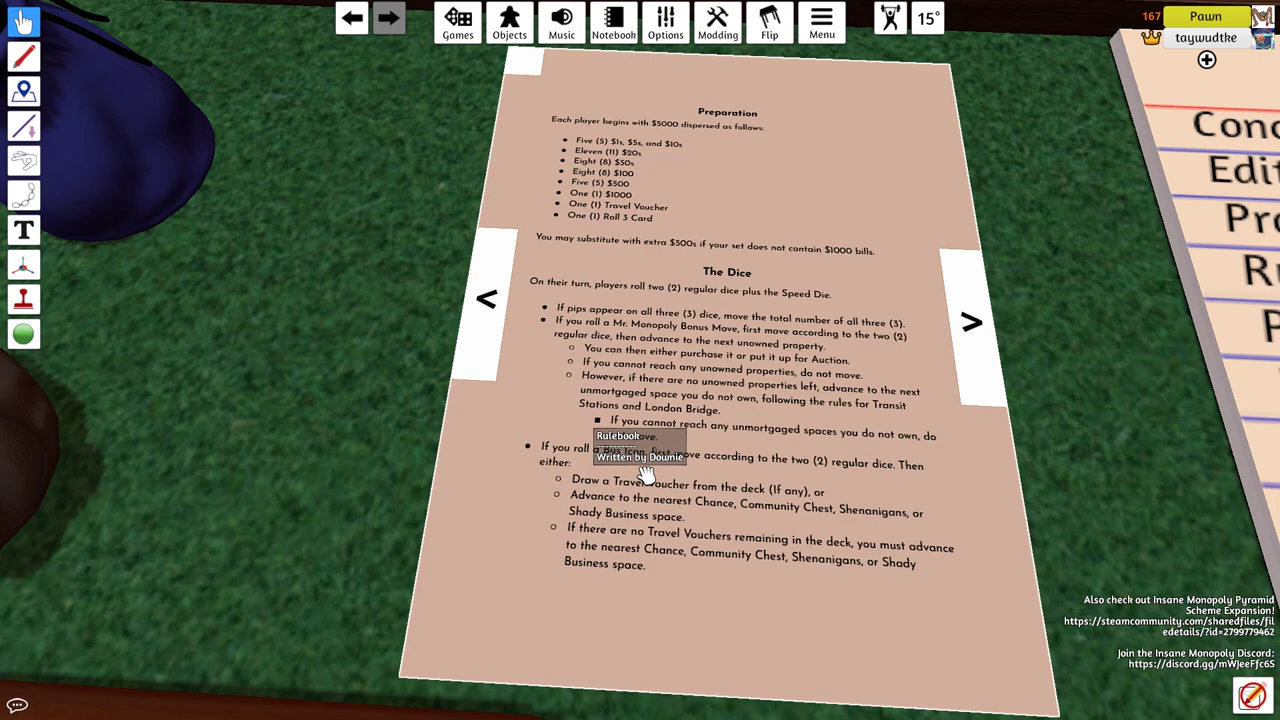 Games
Objects
Music
Notebook
Options
Modding
Flip
Menu
15°
167
Pawn
taywudtke
Preparation
Each player begins with $5000 dispersed as follows:
• Five (5) $1s, $5s, and $10s
• Eleven (11) $20s
• Eight (8) $50s
• Eight (8) $100
• Five (5) $500
• One (1) $1000
• One (1) Travel Voucher
• One (1) Roll 3 Card
You may substitute with extra $500s if your set does not contain $1000 bills.
The Dice
On their turn, players roll two (2) regular dice plus the Speed Die.
• If pips appear on all three (3) dice, move the total number of all three (3).
• If you roll a Mr. Monopoly Bonus Move, first move according to the two (2)
regular dice, then advance to the next unowned property.
○ You can then either purchase it or put it up for Auction.
○ If you cannot reach any unowned properties, do not move.
○ However, if there are no unowned properties left, advance to the next
unmortgaged space you do not own, following the rules for Transit
Stations and London Bridge.
■ If you cannot reach any unmortgaged spaces you do not own, do
ove.
• If you roll a Bus Icon, first move according to the two (2) regular dice. Then
either:
○ Draw a Travel Voucher from the deck (If any), or
○ Advance to the nearest Chance, Community Chest, Shenanigans, or
Shady Business space.
○ If there are no Travel Vouchers remaining in the deck, you must advance
to the nearest Chance, Community Chest, Shenanigans, or Shady
Business space.
<
>
Rulebook
Written by Downie
T
Conc
Edit
Pro
Ru
P
Also check out Insane Monopoly Pyramid
Scheme Expansion!
https://steamcommunity.com/sharedfiles/fil
edetails/?id=2799779462
Join the Insane Monopoly Discord:
https://discord.gg/mWJeeFfc6S